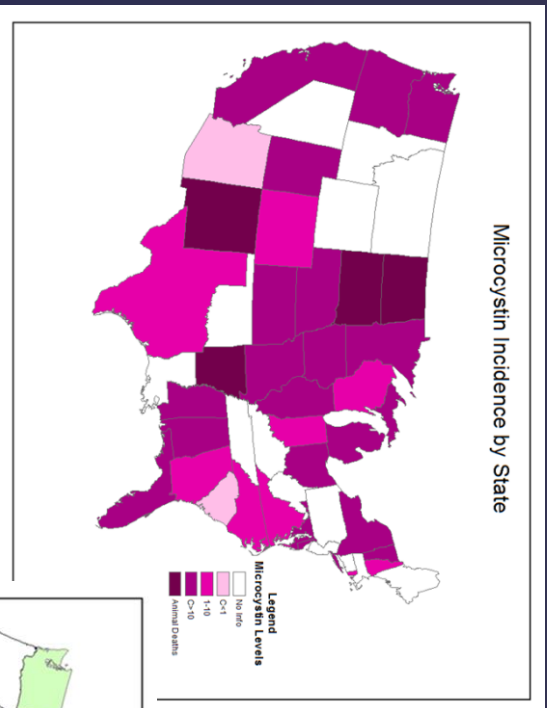 Microcystin Incidence by State
Legend
Microcystin Levels
No Info
C<1
1-10
C>10
Animal Deaths